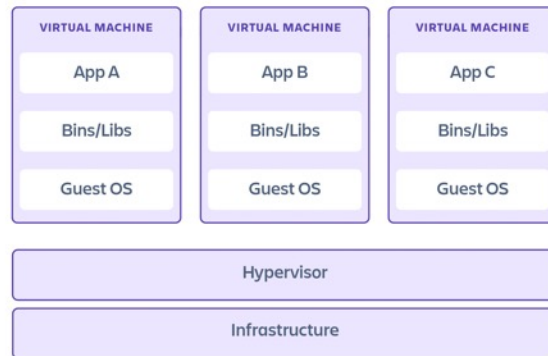 VIRTUAL MACHINE
App A
Bins/Libs
Guest OS
VIRTUAL MACHINE
App B
Bins/Libs
Guest OS
VIRTUAL MACHINE
App C
Bins/Libs
Guest OS
Hypervisor
Infrastructure